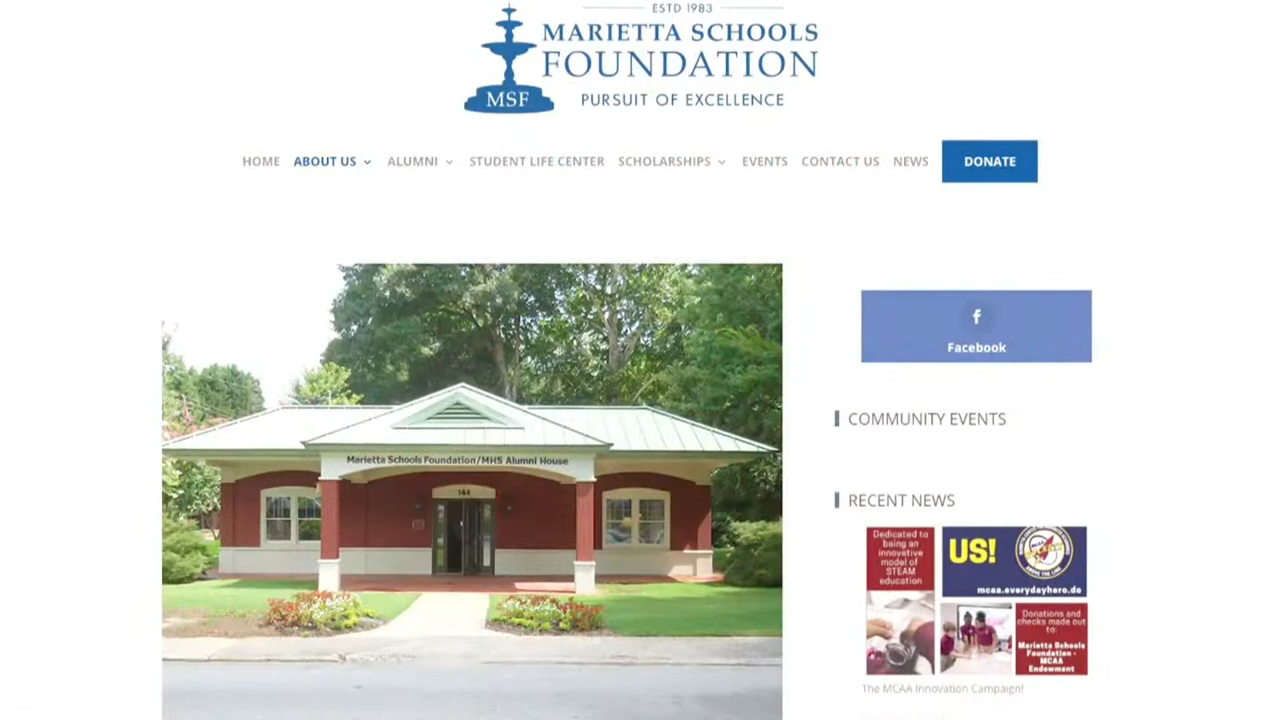 ESTD 1983
MARIETTA SCHOOLS
FOUNDATION
MSF
PURSUIT OF EXCELLENCE
HOME ABOUT US ALUMNI STUDENT LIFE CENTER SCHOLARSHIPS EVENTS CONTACT US NEWS DONATE
Marietta Schools Foundation/MHS Alumni House
144
f
Facebook
COMMUNITY EVENTS
RECENT NEWS
Dedicated to
being an
innovative
model of
STEAM
education
US!
mcaa.everydayhero.do
Donations and
checks made out
to:
Marietta Schools
Foundation -
MCAA
Endowment
The MCAA Innovation Campaign!